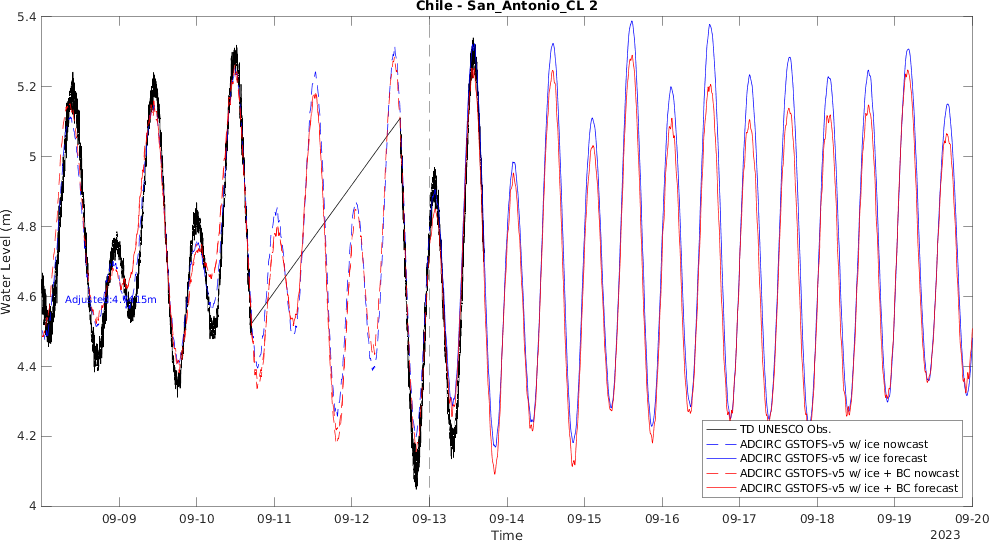 Chile - San_Antonio_CL 2
Water Level (m)
5.4
5.2
5
4.8
4.6
4.4
4.2
4
TD UNESCO Obs.
ADCIRC GSTOFS-v5 w/ ice nowcast
ADCIRC GSTOFS-v5 w/ ice forecast
ADCIRC GSTOFS-v5 w/ ice + BC nowcast
ADCIRC GSTOFS-v5 w/ ice + BC forecast
09-09
09-10
09-11
09-12
09-13
09-14
09-15
09-16
09-17
09-18
09-19
09-20
Time
2023